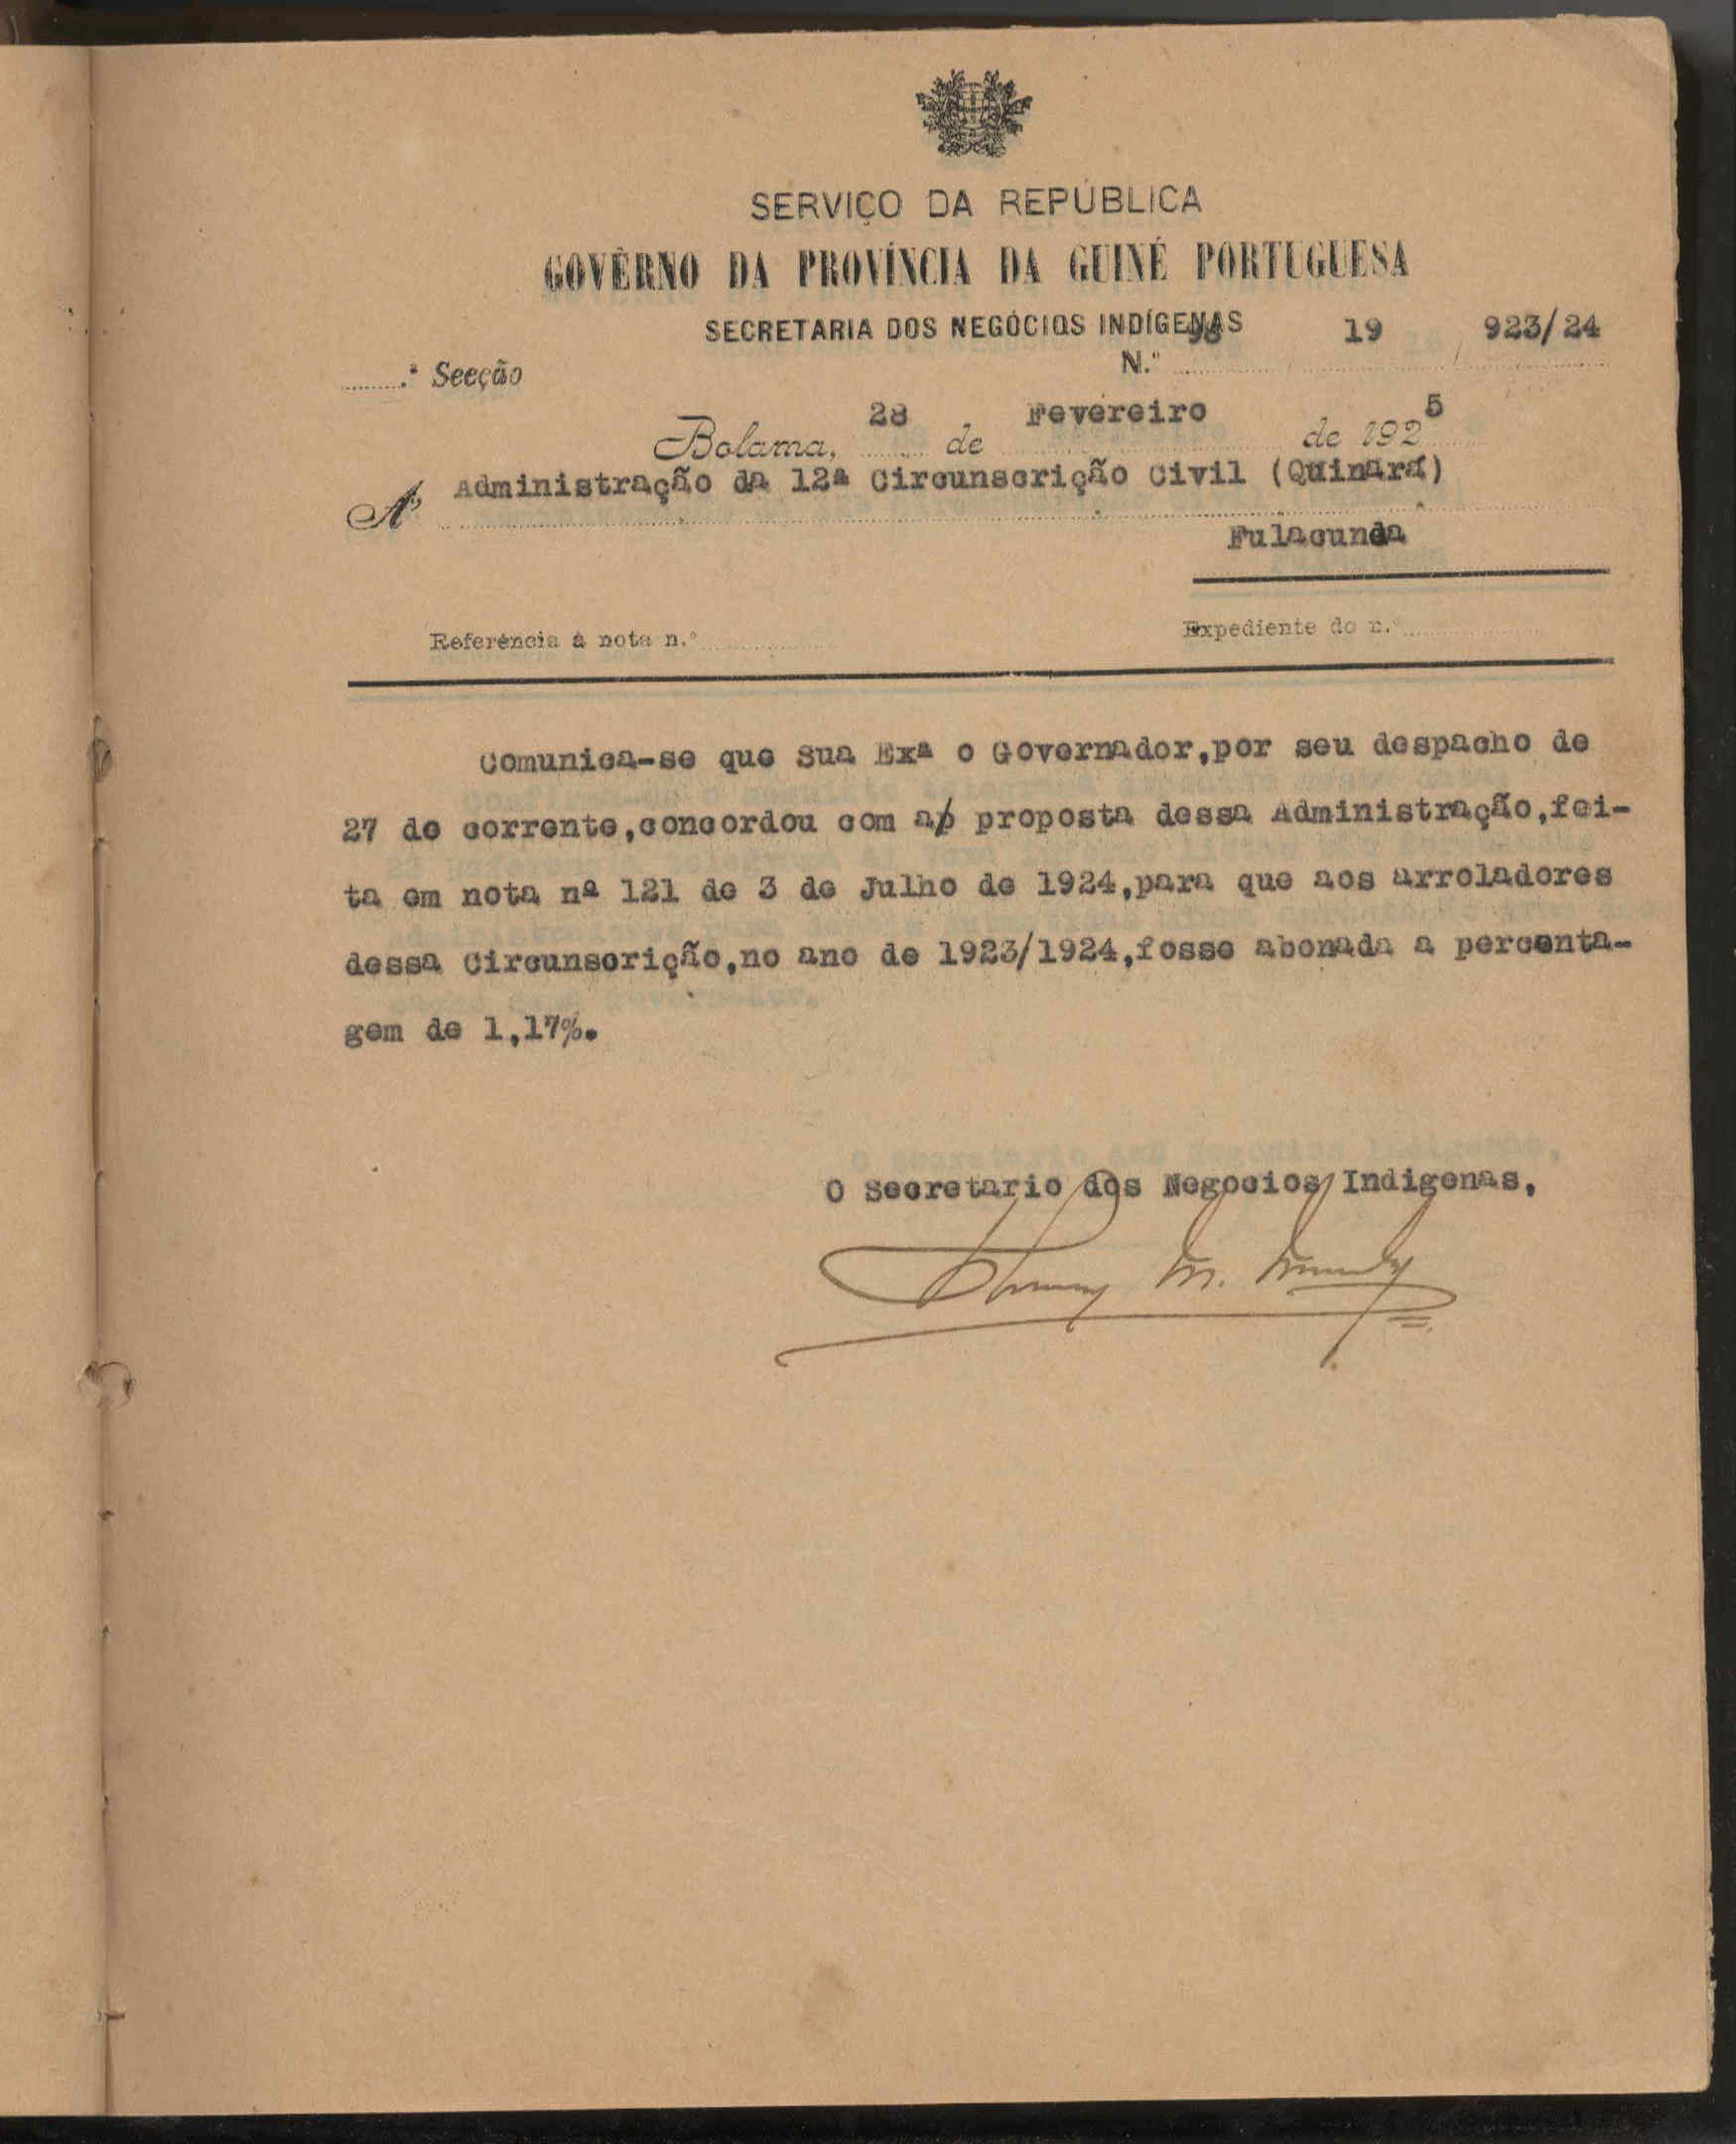 SERVIÇO DA REPÚBLICA
GOVÊRNO DA PROVÍNCIA DA GUINÉ PORTUGUESA
SECRETARIA DOS NEGÓCIOS INDÍGENAS
.ª Secção
N.º 98 / 19 / 923/24
Bolama, 28 de Fevereiro de 1925
A' Administração da 12ª Circunscrição Civil (Quinará)
Fulacunda
Referência à nota n.º
Expediente do n.º
Comunica-se que Sua Exª o Governador,por seu despacho de
27 do corrente,concordou com a proposta dessa Administração,fei-
ta em nota nº 121 de 3 de Julho de 1924,para que aos arroladores
dessa Circunscrição,no ano de 1923/1924,fosse abonada a percenta-
gem de 1,17%.
O Secretario dos Negocios Indigenas,